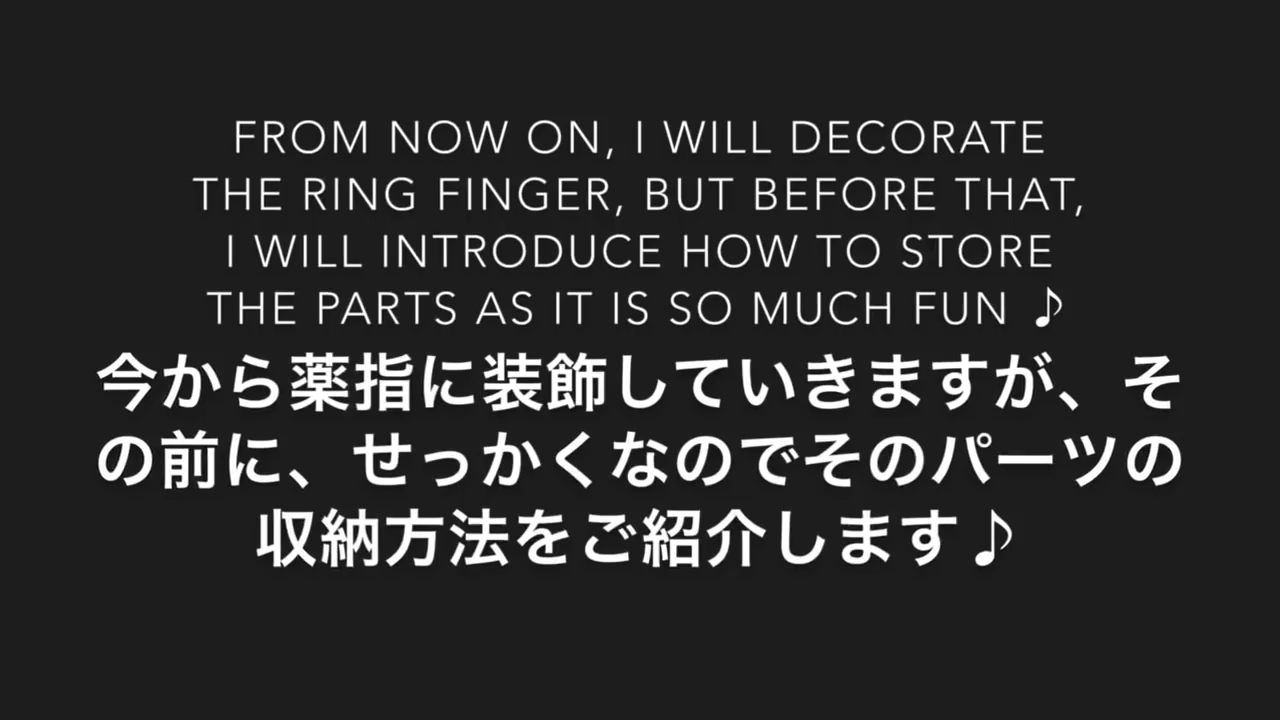 FROM NOW ON, I WILL DECORATE
THE RING FINGER, BUT BEFORE THAT,
I WILL INTRODUCE HOW TO STORE
THE PARTS AS IT IS SO MUCH FUN ♪
今から薬指に装飾していきますが、そ
の前に、せっかくなのでそのパーツの
収納方法をご紹介します♪